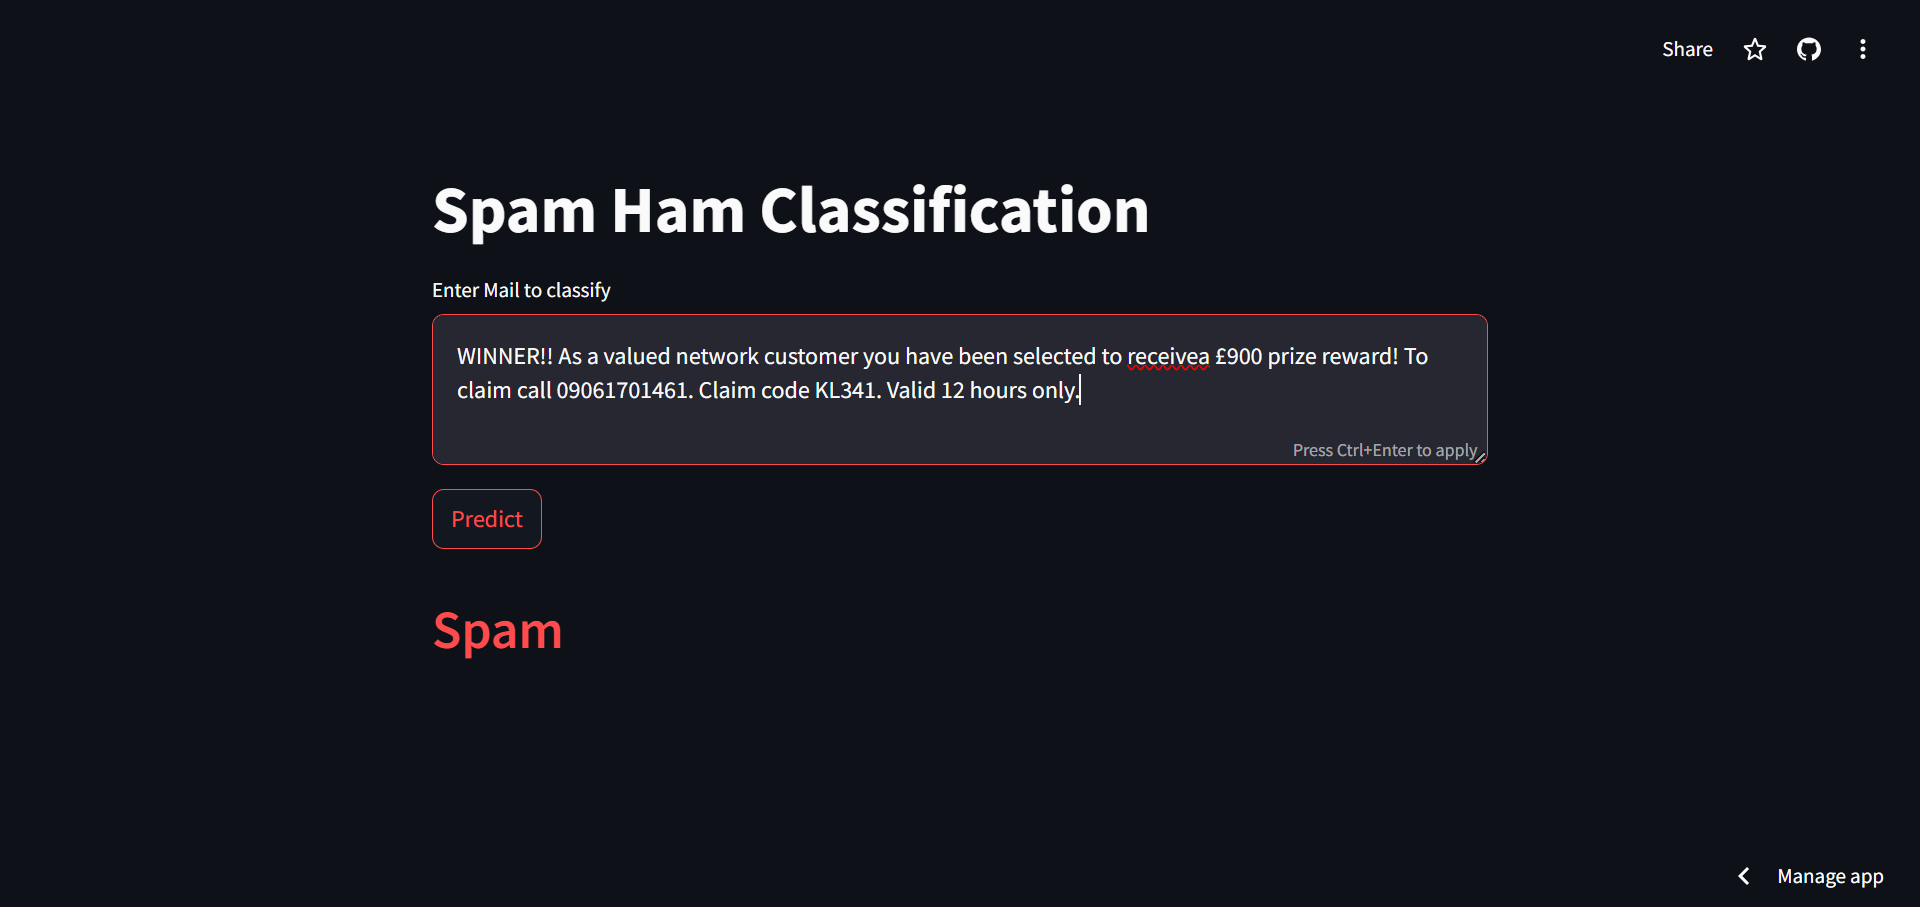 Share
Spam Ham Classification
Enter Mail to classify
WINNER!! As a valued network customer you have been selected to receivea £900 prize reward! To
claim call 09061701461. Claim code KL341. Valid 12 hours only.
Press Ctrl+Enter to apply
Predict
Spam
Manage app